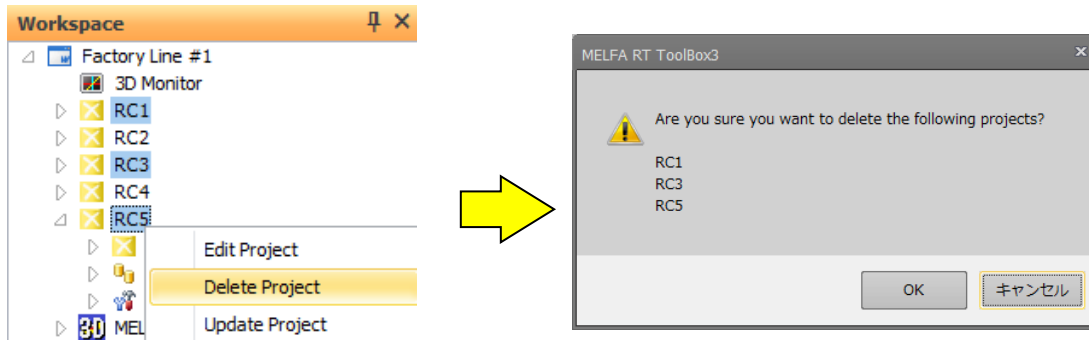 Workspace
Factory Line #1
3D Monitor
RC1
RC2
RC3
RC4
RC5
Edit Project
Delete Project
Update Project
3D MEL
MELFA RT ToolBox3
Are you sure you want to delete the following projects?
RC1
RC3
RC5
OK
キャンセル